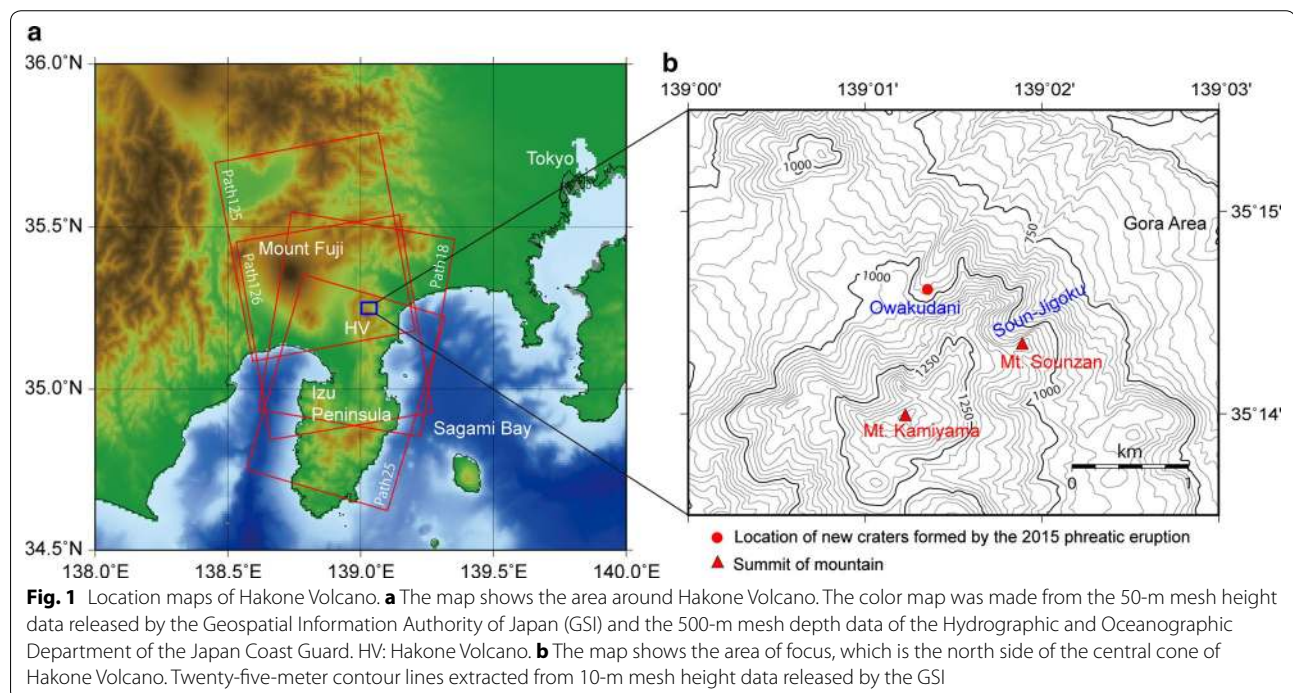 a
36.0°N
35.5°N
35.0°N
34.5°N
138.0°E
138.5°E
139.0°E
139.5°E
140.0°E
Tokyo
Path125
Mount Fuji
Path126
Path18
HV
Izu
Peninsula
Sagami Bay
Path25
b
139°00'
139°01'
139°02'
139°03'
1000
750
35°15'
Gora Area
1000
Owakudani
Soun-Jigoku
Mt. Sounzan
1250
1250
1000
35°14'
Mt. Kamiyama
km
0
1
Location of new craters formed by the 2015 phreatic eruption
Summit of mountain
Fig. 1 Location maps of Hakone Volcano. a The map shows the area around Hakone Volcano. The color map was made from the 50-m mesh height
data released by the Geospatial Information Authority of Japan (GSI) and the 500-m mesh depth data of the Hydrographic and Oceanographic
Department of the Japan Coast Guard. HV: Hakone Volcano. b The map shows the area of focus, which is the north side of the central cone of
Hakone Volcano. Twenty-five-meter contour lines extracted from 10-m mesh height data released by the GSI